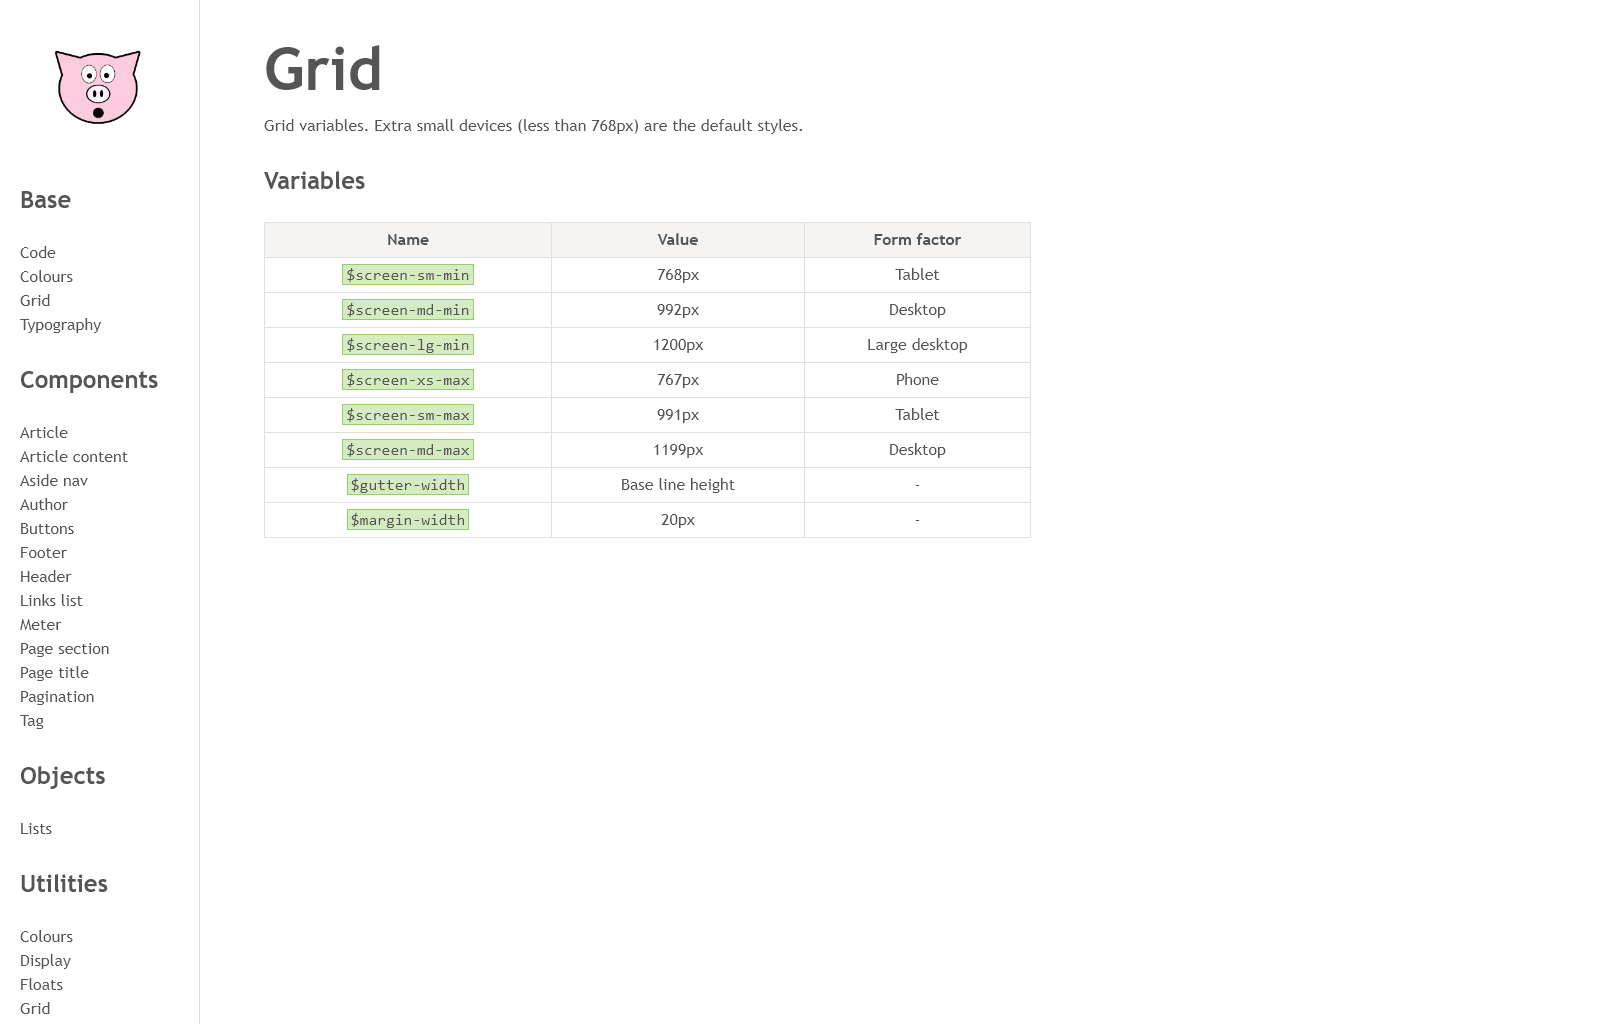 Base
Code
Colours
Grid
Typography
Components
Article
Article content
Aside nav
Author
Buttons
Footer
Header
Links list
Meter
Page section
Page title
Pagination
Tag
Objects
Lists
Utilities
Colours
Display
Floats
Grid
Grid
Grid variables. Extra small devices (less than 768px) are the default styles.
Variables
Name Value Form factor
$screen-sm-min 768px Tablet
$screen-md-min 992px Desktop
$screen-lg-min 1200px Large desktop
$screen-xs-max 767px Phone
$screen-sm-max 991px Tablet
$screen-md-max 1199px Desktop
$gutter-width Base line height -
$margin-width 20px -